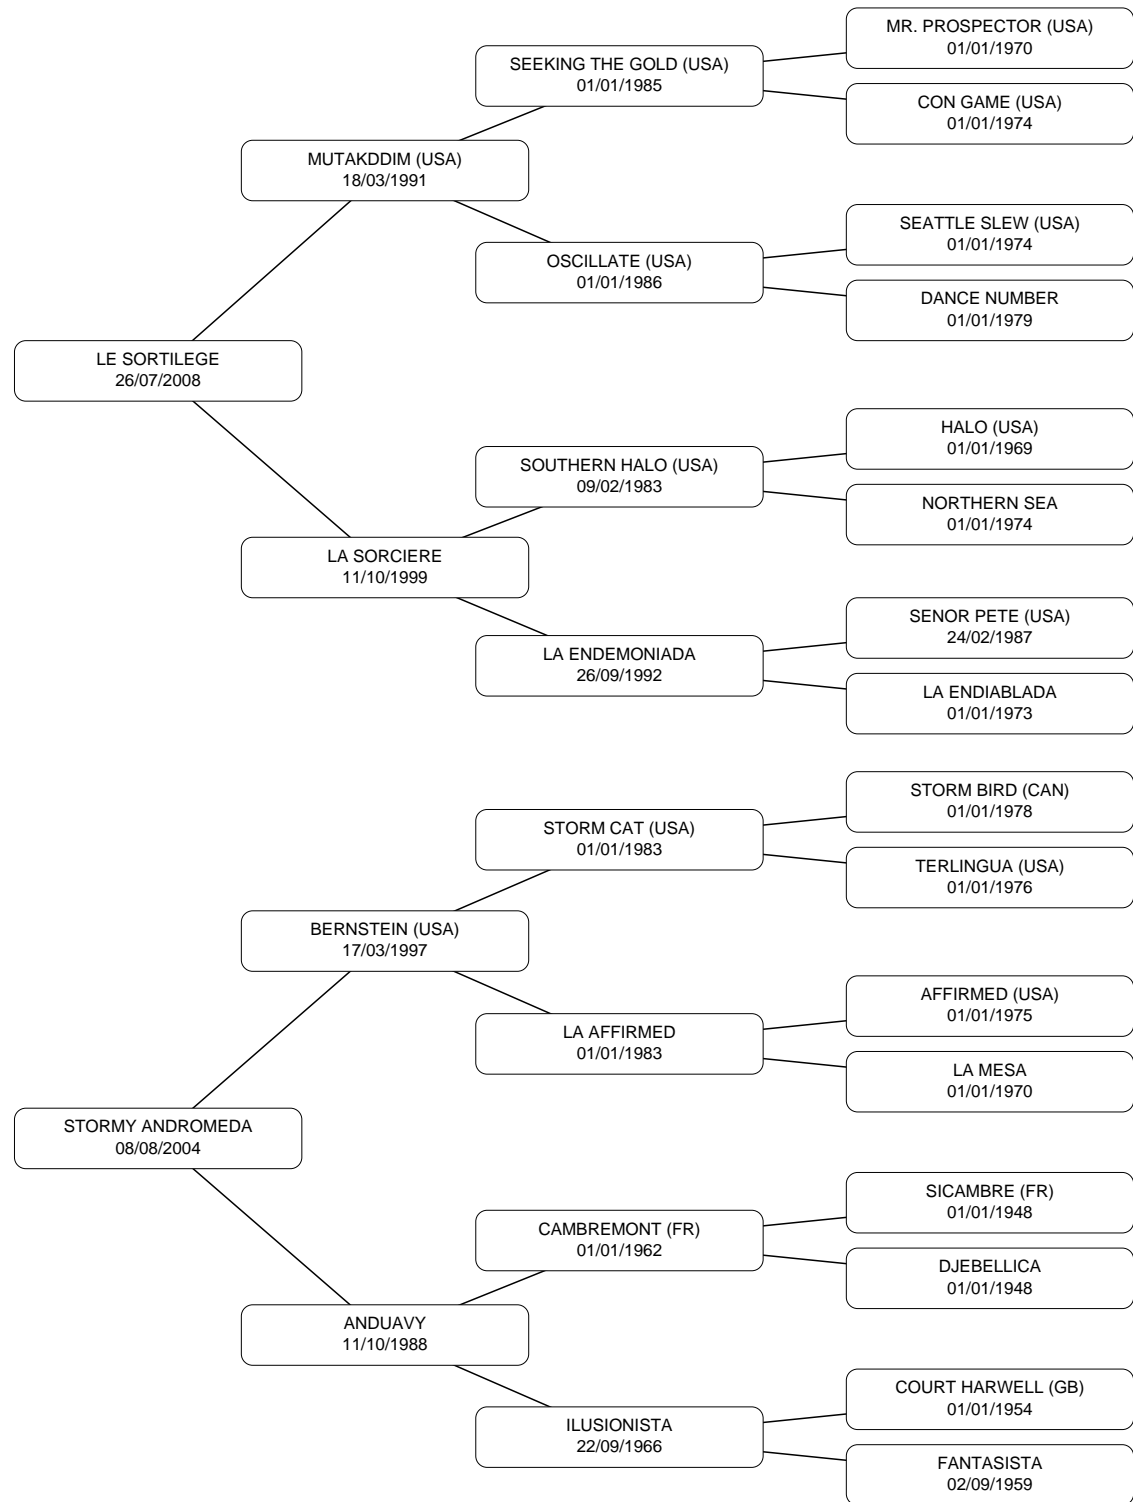 MR. PROSPECTOR (USA)
01/01/1970
SEEKING THE GOLD (USA)
01/01/1985
CON GAME (USA)
01/01/1974
MUTAKDDIM (USA)
18/03/1991
SEATTLE SLEW (USA)
01/01/1974
OSCILLATE (USA)
01/01/1986
DANCE NUMBER
01/01/1979
LE SORTILEGE
26/07/2008
HALO (USA)
01/01/1969
SOUTHERN HALO (USA)
09/02/1983
NORTHERN SEA
01/01/1974
LA SORCIERE
11/10/1999
SENOR PETE (USA)
24/02/1987
LA ENDEMONIADA
26/09/1992
LA ENDIABLADA
01/01/1973
STORM BIRD (CAN)
01/01/1978
STORM CAT (USA)
01/01/1983
TERLINGUA (USA)
01/01/1976
BERNSTEIN (USA)
17/03/1997
AFFIRMED (USA)
01/01/1975
LA AFFIRMED
01/01/1983
LA MESA
01/01/1970
STORMY ANDROMEDA
08/08/2004
SICAMBRE (FR)
01/01/1948
CAMBREMONT (FR)
01/01/1962
DJEBELLICA
01/01/1948
ANDUAVY
11/10/1988
COURT HARWELL (GB)
01/01/1954
ILUSIONISTA
22/09/1966
FANTASISTA
02/09/1959